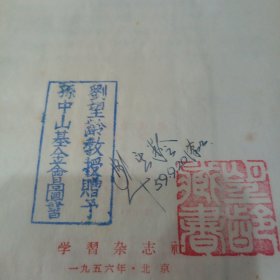 劉望齡教授贈予
孫中山基金會圖書
望齡
藏書
学習杂志社
一九五六年·北京